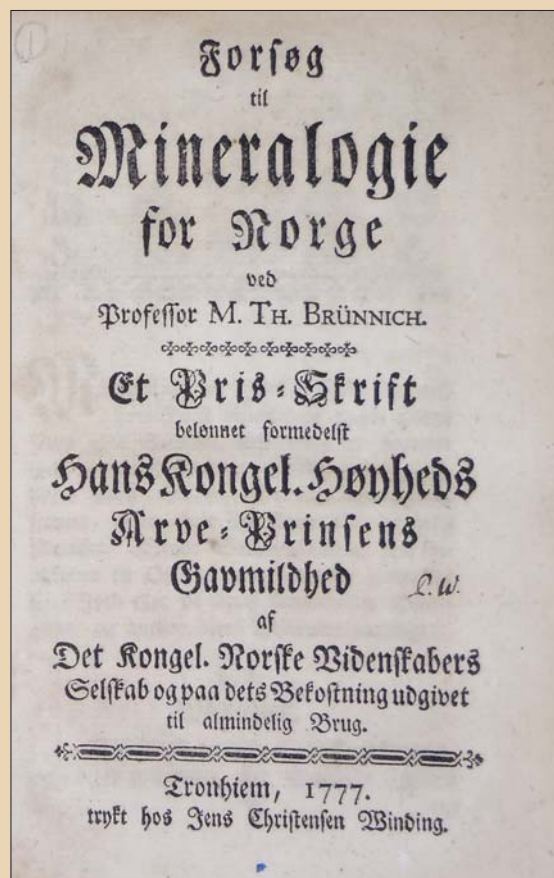 1
Forsøg
til
Mineralogie
for Norge
ved
Professor M. TH. BRÜNNICH.
Et Pris-Skrift
belønnet formedelst
Hans Kongel. Høyheds
Arve-Prinsens
Gavmildhed
C. W.
af
Det Kongel. Norske Videnskabers
Selskab og paa dets Bekostning udgivet
til almindelig Brug.
Tronhiem, 1777.
trykt hos Jens Christensen Winding.